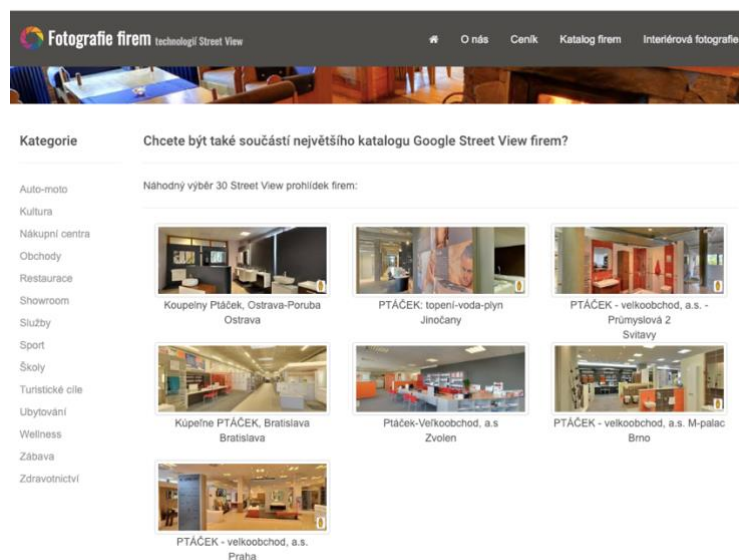 Fotografie firem technologií Street View
O nás Ceník Katalog firem Interiérová fotografie
Kategorie
Chcete být také součástí největšího katalogu Google Street View firem?
Náhodný výběr 30 Street View prohlídek firem:
Auto-moto
Kultura
Nákupní centra
Obchody
Restaurace
Showroom
Služby
Sport
Školy
Turistické cíle
Ubytování
Wellness
Zábava
Zdravotnictví
Koupelny Ptáček, Ostrava-Poruba
Ostrava
PTÁČEK: topení-voda-plyn
Jinočany
PTÁČEK - velkoobchod, a.s. -
Průmyslová 2
Svitavy
Kúpeľne PTÁČEK, Bratislava
Bratislava
Ptáček-Veľkoobchod, a.s
Zvolen
PTÁČEK - velkoobchod, a.s. M-palac
Brno
PTÁČEK - velkoobchod, a.s.
Praha